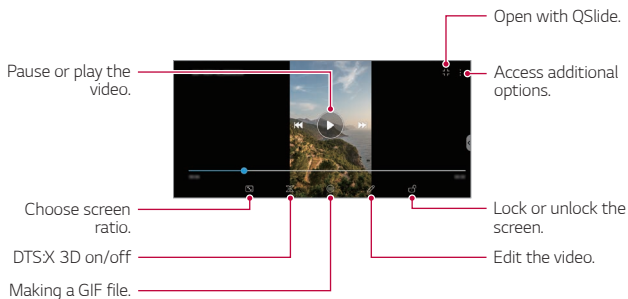 Open with QSlide.
Pause or play the
video.
Access additional
options.
Choose screen
ratio.
Lock or unlock the
screen.
DTS:X 3D on/off
Edit the video.
Making a GIF file.